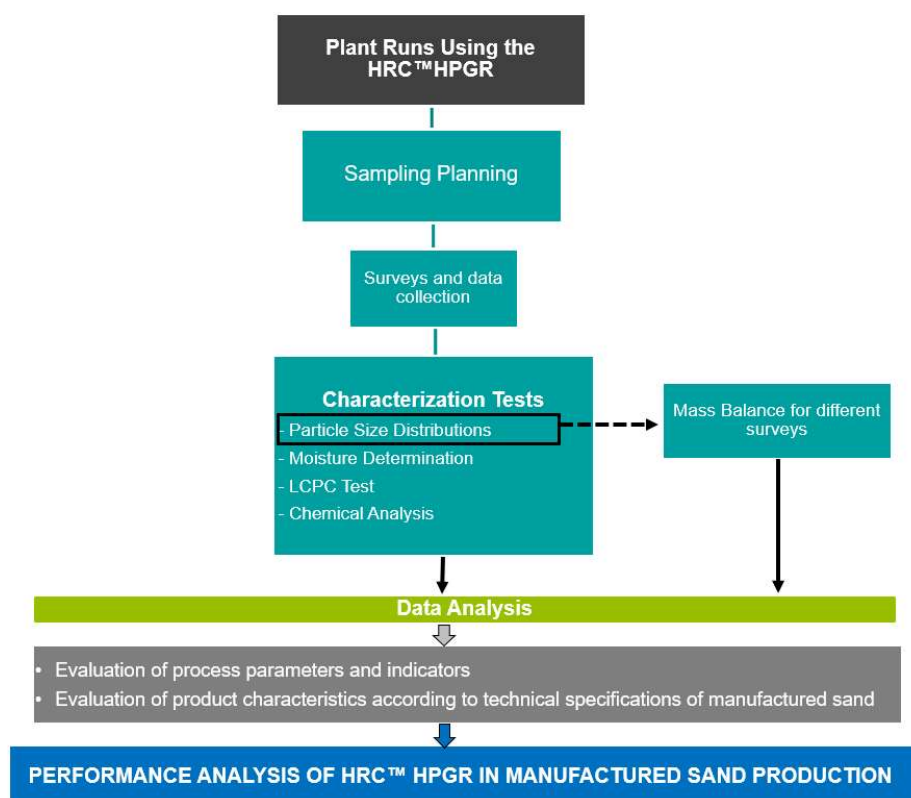 Plant Runs Using the
HRC™HPGR
Sampling Planning
Surveys and data
collection
Characterization Tests
- Particle Size Distributions
- Moisture Determination
- LCPC Test
- Chemical Analysis
Mass Balance for different
surveys
Data Analysis
• Evaluation of process parameters and indicators
• Evaluation of product characteristics according to technical specifications of manufactured sand
PERFORMANCE ANALYSIS OF HRC™ HPGR IN MANUFACTURED SAND PRODUCTION